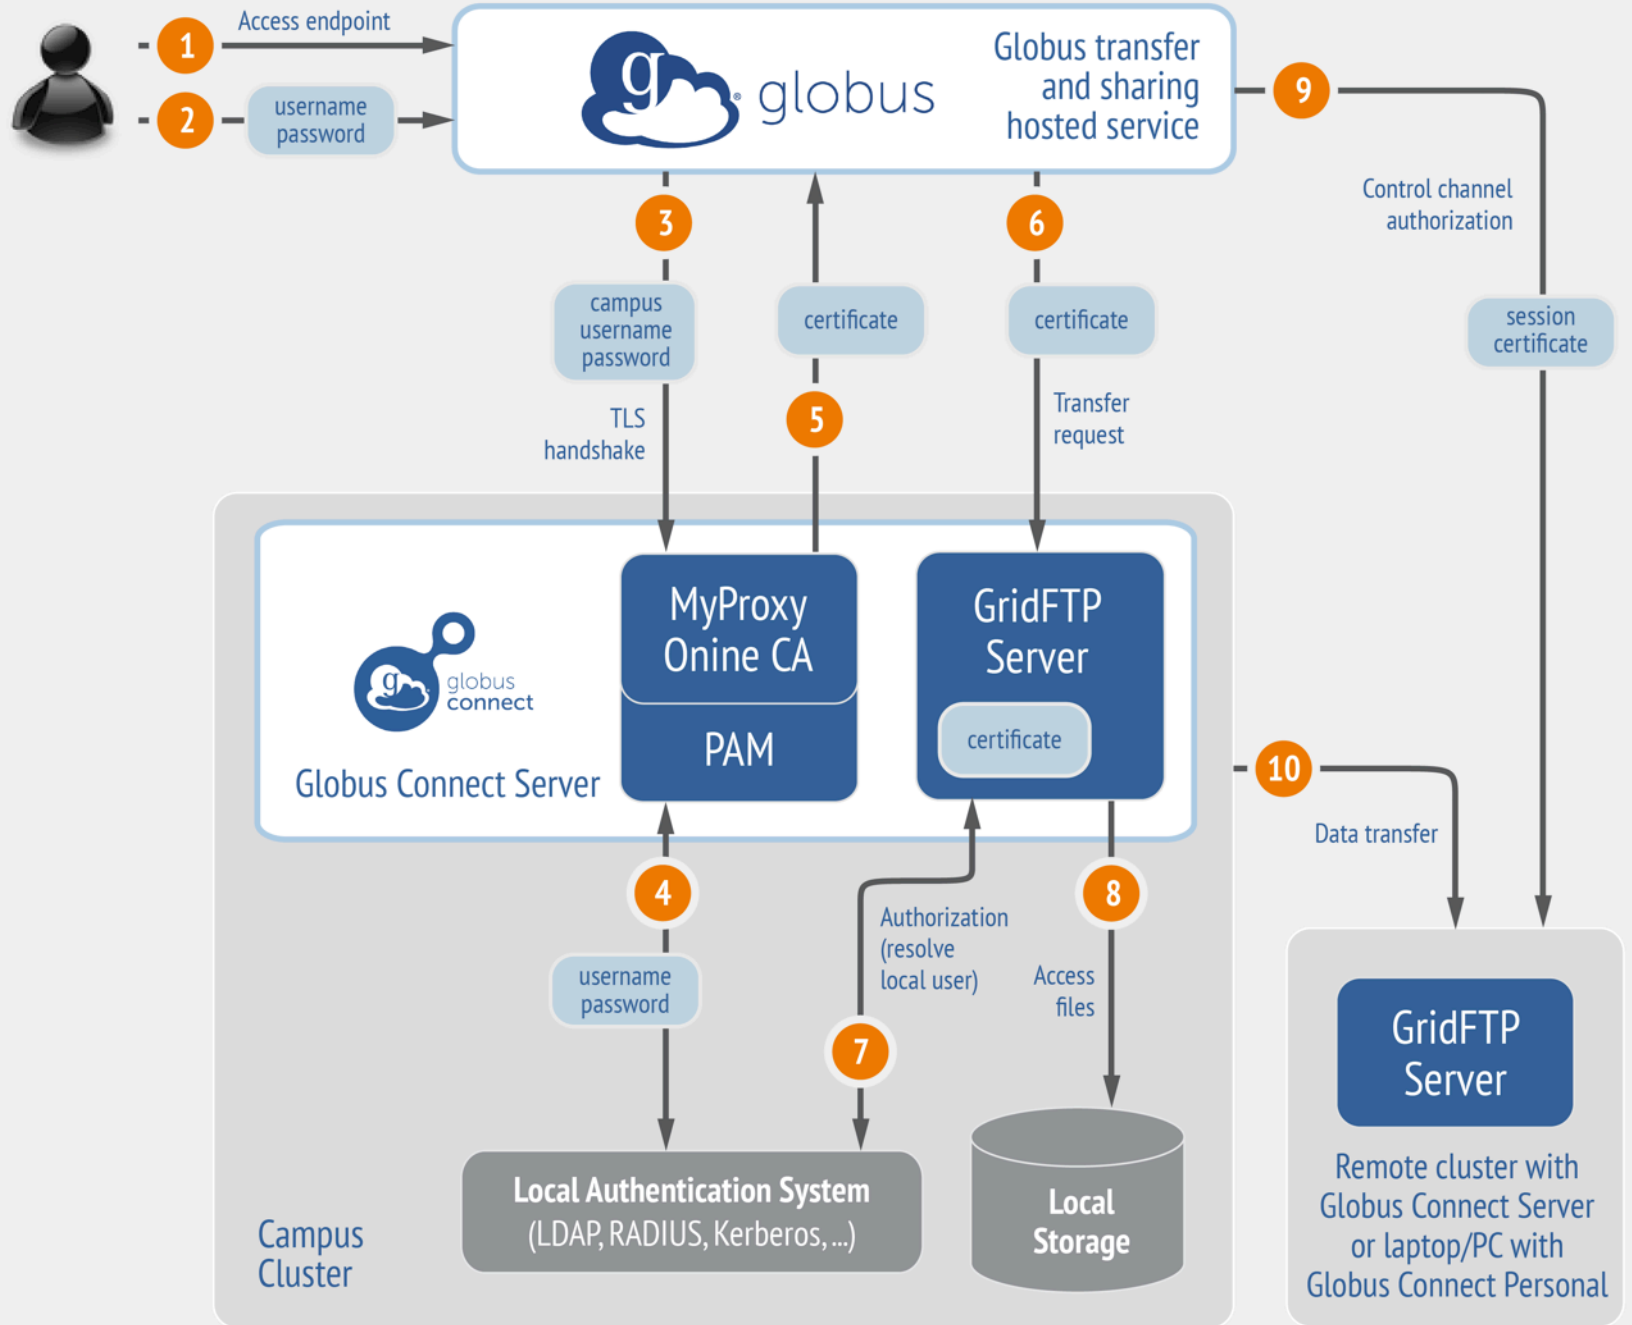 1
Access endpoint
2
username
password
g
globus
®
Globus transfer
and sharing
hosted service
9
Control channel
authorization
session
certificate
3
campus
username
password
TLS
handshake
certificate
5
6
certificate
Transfer
request
g
globus
connect
Globus Connect Server
MyProxy
Onine CA
PAM
GridFTP
Server
certificate
10
Data transfer
4
username
password
Authorization
(resolve
local user)
7
8
Access
files
Local Authentication System
(LDAP, RADIUS, Kerberos, ...)
Local
Storage
Campus
Cluster
GridFTP
Server
Remote cluster with
Globus Connect Server
or laptop/PC with
Globus Connect Personal